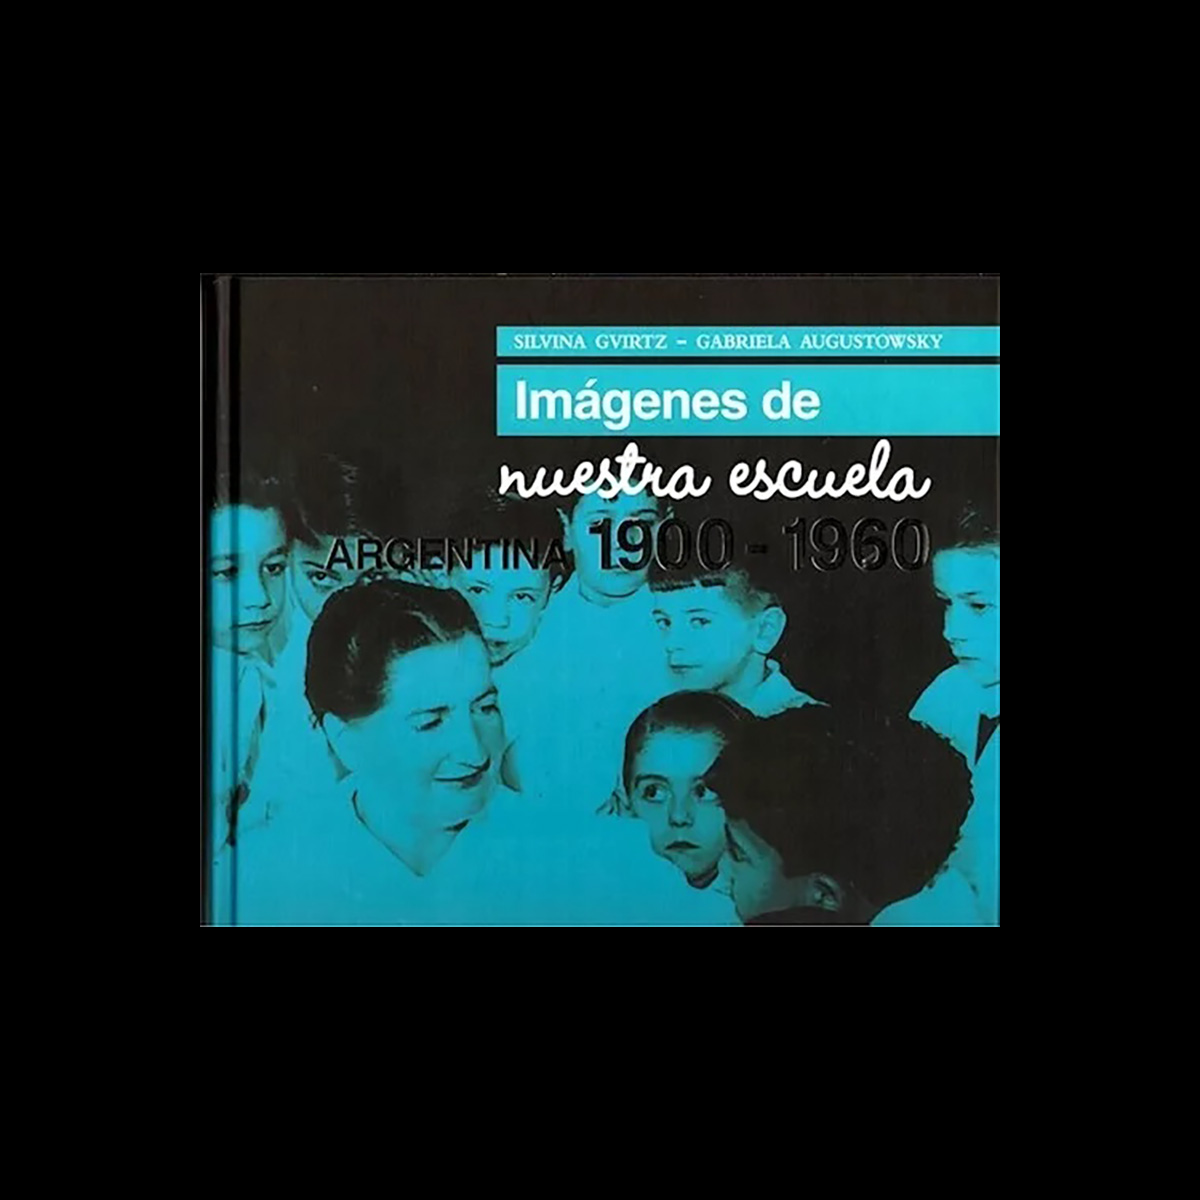 SILVINA GVIRTZ – GABRIELA AUGUSTOWSKY
Imágenes de
nuestra escuela
ARGENTINA 1900 - 1960